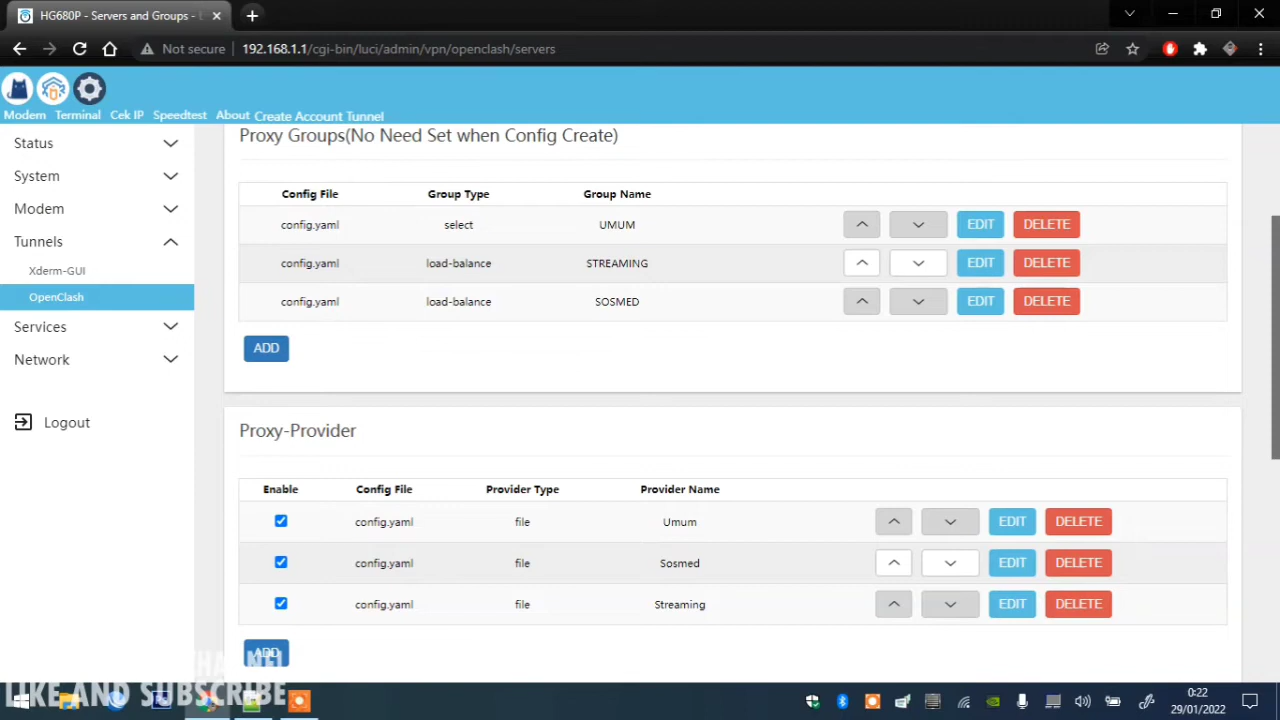 HG680P - Servers and Groups -
Not secure 192.168.1.1/cgi-bin/luci/admin/vpn/openclash/servers
Modem Terminal Cek IP Speedtest About Create Account Tunnel
Status
System
Modem
Tunnels
Xderm-GUI
OpenClash
Services
Network
Logout
Proxy Groups(No Need Set when Config Create)
Config File Group Type Group Name
config.yaml select UMUM EDIT DELETE
config.yaml load-balance STREAMING EDIT DELETE
config.yaml load-balance SOSMED EDIT DELETE
ADD
Proxy-Provider
Enable Config File Provider Type Provider Name
config.yaml file Umum EDIT DELETE
config.yaml file Sosmed EDIT DELETE
config.yaml file Streaming EDIT DELETE
ADD
CHANNEL
LIKE AND SUBSCRIBE
0:22
29/01/2022